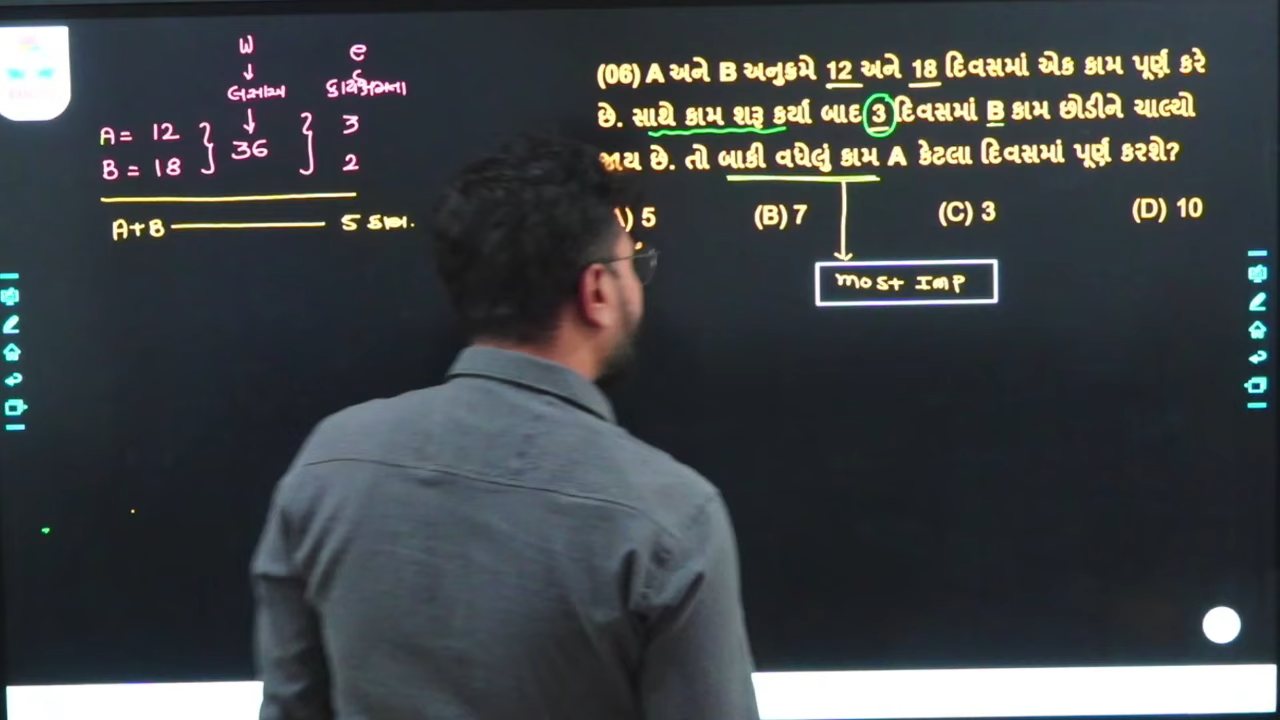 W e
↓
લસાઅ કાર્યક્ષમતા
↓
A = 12 } 36 } 3
B = 18 2
A+B 5 કામ.
(06) A અને B અનુક્રમે 12 અને 18 દિવસમાં એક કામ પૂર્ણ કરે
છે. સાથે કામ શરૂ કર્યા બાદ 3 દિવસમાં B કામ છોડીને ચાલ્યો
જાય છે. તો બાકી વધેલું કામ A કેટલા દિવસમાં પૂર્ણ કરશે?
) 5 (B) 7 (C) 3 (D) 10
MOST IMP